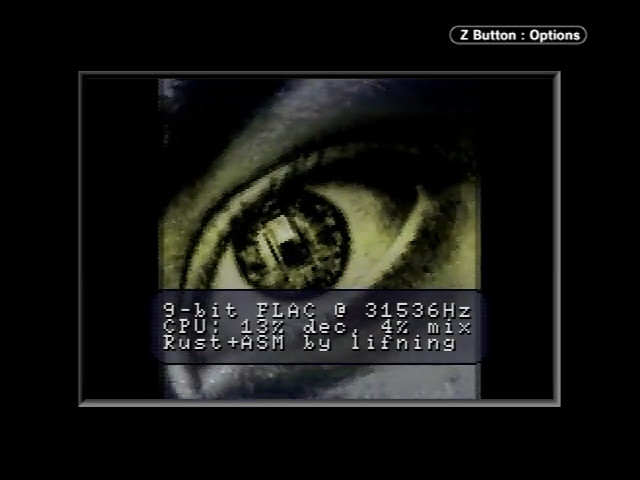 Z Button : Options
9-bit FLAC @ 31536Hz
CPU: 13% dec, 4% mix
Rust+ASM by lifning